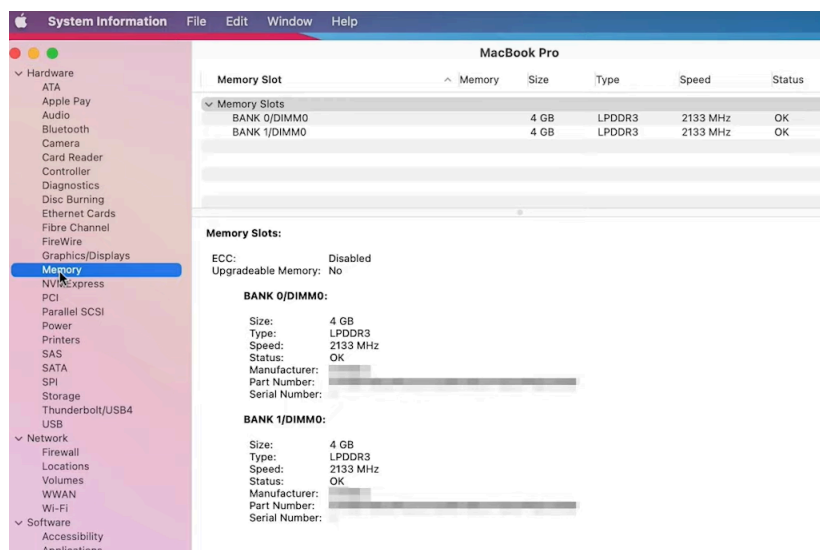 System Information File Edit Window Help
MacBook Pro
Hardware
ATA
Apple Pay
Audio
Bluetooth
Camera
Card Reader
Controller
Diagnostics
Disc Burning
Ethernet Cards
Fibre Channel
FireWire
Graphics/Displays
Memory
NVMExpress
PCI
Parallel SCSI
Power
Printers
SAS
SATA
SPI
Storage
Thunderbolt/USB4
USB
Network
Firewall
Locations
Volumes
WWAN
Wi-Fi
Software
Accessibility
Applications
Memory Slot Memory Size Type Speed Status
Memory Slots
BANK 0/DIMM0 4 GB LPDDR3 2133 MHz OK
BANK 1/DIMM0 4 GB LPDDR3 2133 MHz OK
Memory Slots:
ECC: Disabled
Upgradeable Memory: No
BANK 0/DIMM0:
Size: 4 GB
Type: LPDDR3
Speed: 2133 MHz
Status: OK
Manufacturer:
Part Number:
Serial Number:
BANK 1/DIMM0:
Size: 4 GB
Type: LPDDR3
Speed: 2133 MHz
Status: OK
Manufacturer:
Part Number:
Serial Number: